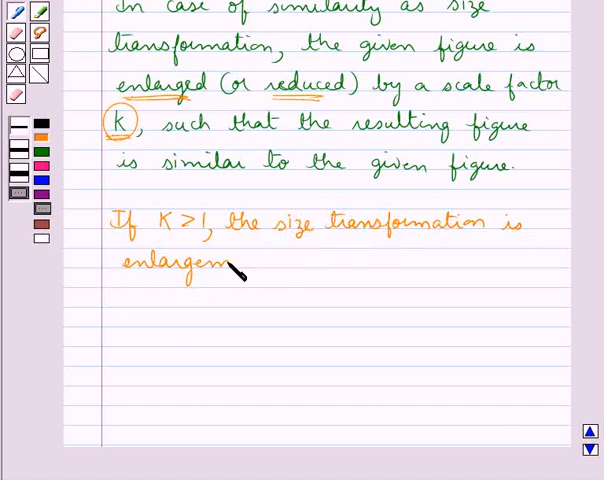 In case of similarity as size
transformation, the given figure is
enlarged (or reduced) by a scale factor
K, such that the resulting figure
is similar to the given figure.
If K > 1, the size transformation is
enlargem